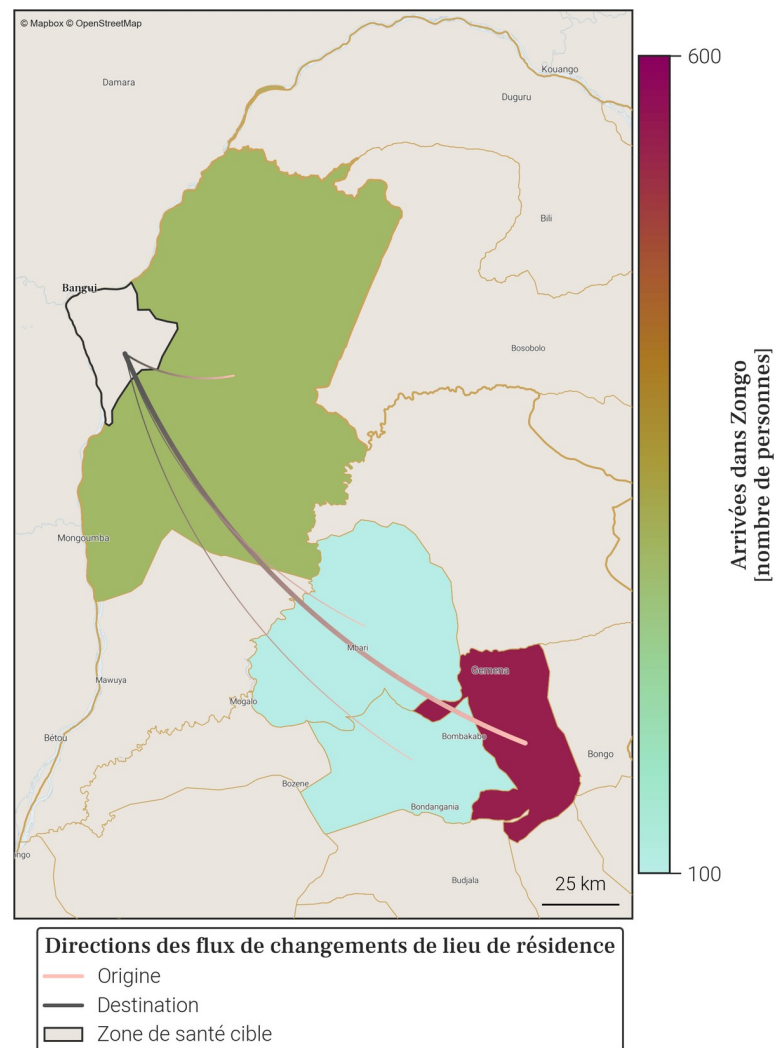 © Mapbox © OpenStreetMap
600
Kouango
Damara
Duguru
Bili
Bangui
Bosobolo
Arrivées dans Zongo
[nombre de personnes]
Mongoumba
Mbari
Gemena
Mawuya
Mogalo
Bétou
Bombakabo
Bongo
Bozene
Bondangania
ngo
Budjala
100
25 km
Directions des flux de changements de lieu de résidence
Origine
Destination
Zone de santé cible